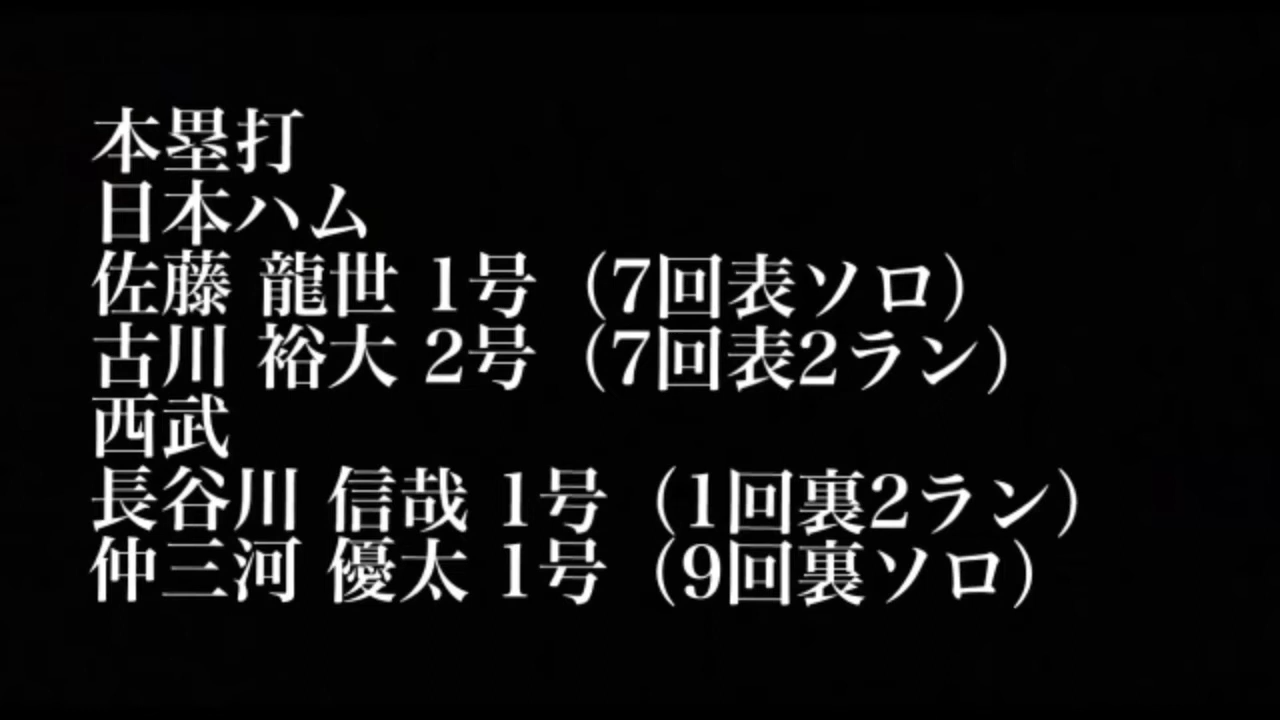 本塁打
日本ハム
佐藤 龍世 1号（7回表ソロ）
古川 裕大 2号（7回表2ラン）
西武
長谷川 信哉 1号（1回裏2ラン）
仲三河 優太 1号（9回裏ソロ）